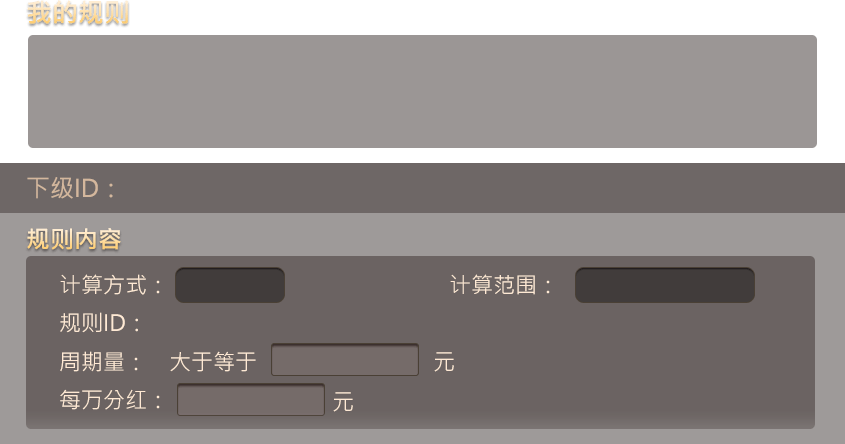 我的规则
下级ID：
规则内容
计算方式： 计算范围：
规则ID：
周期量： 大于等于 元
每万分红： 元